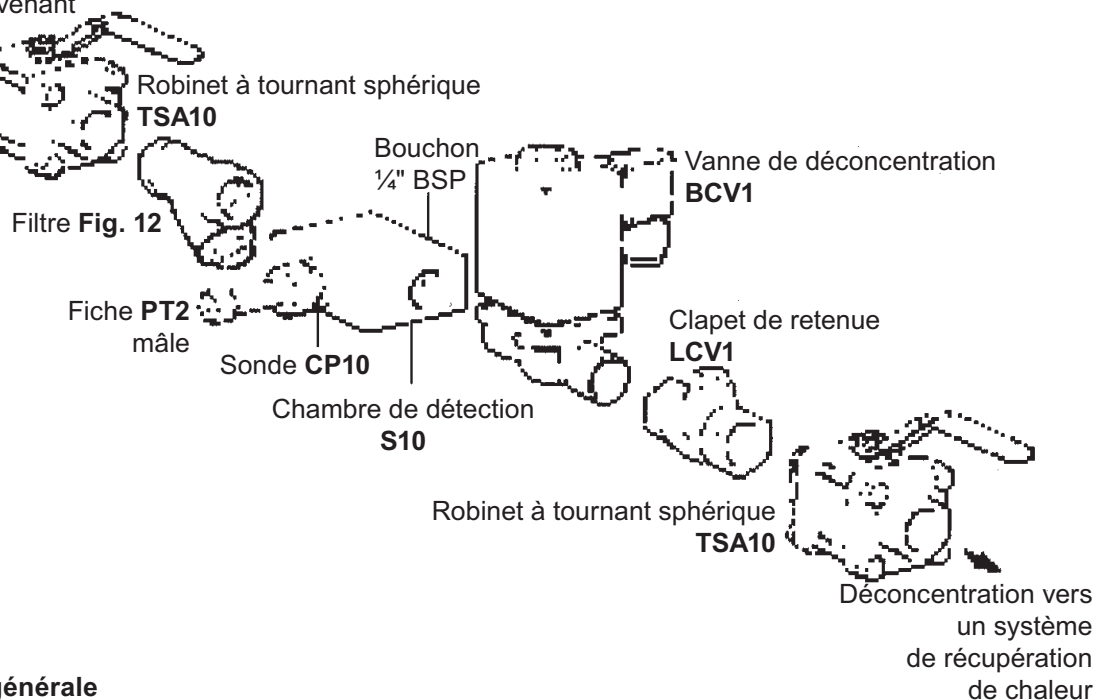 Robinet à tournant sphérique
TSA10
Bouchon
¼" BSP
Vanne de déconcentration
BCV1
Filtre Fig. 12
Fiche PT2
mâle
Sonde CP10
Clapet de retenue
LCV1
Chambre de détection
S10
Robinet à tournant sphérique
TSA10
Déconcentration vers
un système
de récupération
de chaleur